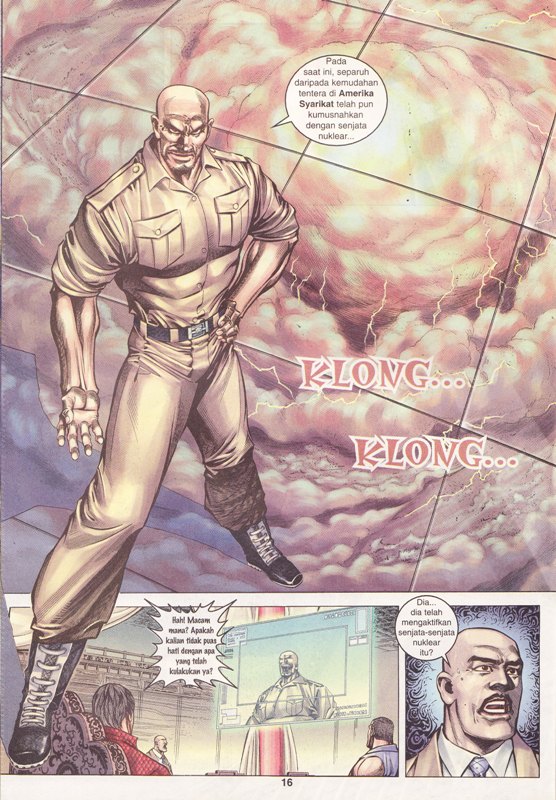 Pada
saat ini, separuh
daripada kemudahan
tentera di Amerika
Syarikat telah pun
kumusnahkan
dengan senjata
nuklear...
KLONG...
KLONG...
Hah! Macam
mana? Apakah
kalian tidak puas
hati dengan apa
yang telah
kulakukan ya?
Dia...
dia telah
mengaktifkan
senjata-senjata
nuklear
itu?
16